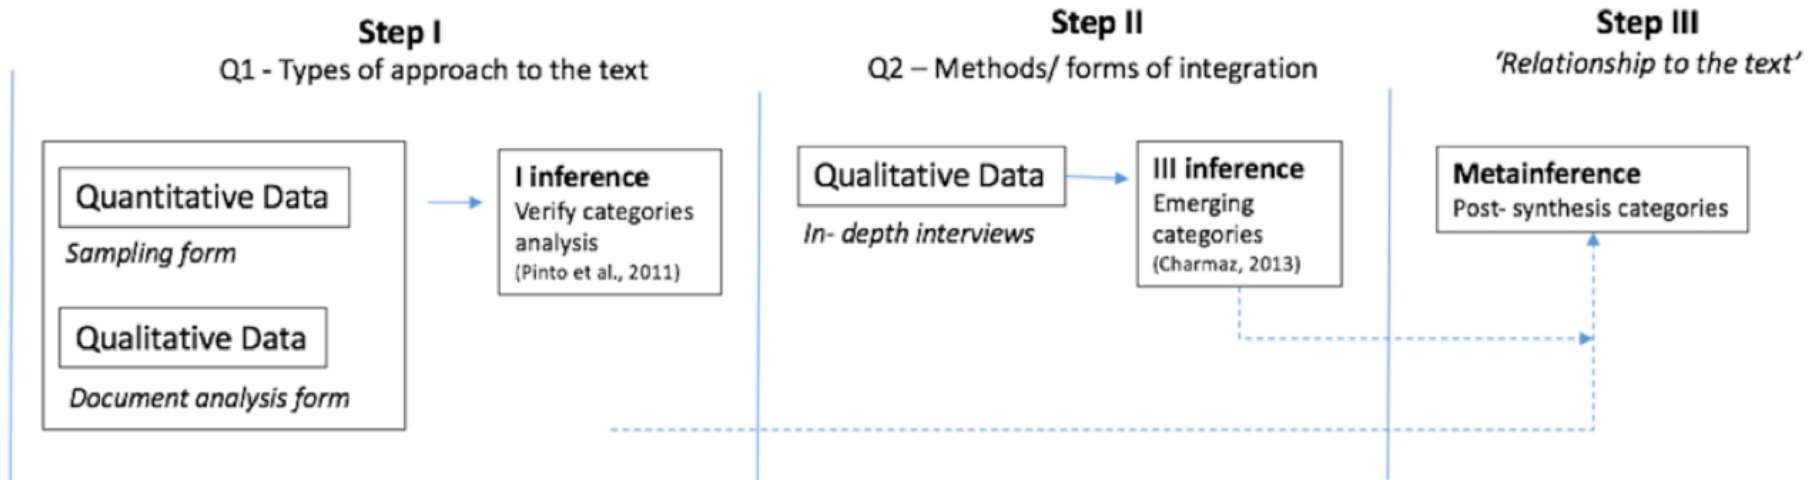 Step I
Q1 - Types of approach to the text
Quantitative Data
Sampling form
Qualitative Data
Document analysis form
I inference
Verify categories
analysis
(Pinto et al., 2011)
Step II
Q2 – Methods/ forms of integration
Qualitative Data
In- depth interviews
III inference
Emerging
categories
(Charmaz, 2013)
Step III
‘Relationship to the text’
Metainference
Post- synthesis categories